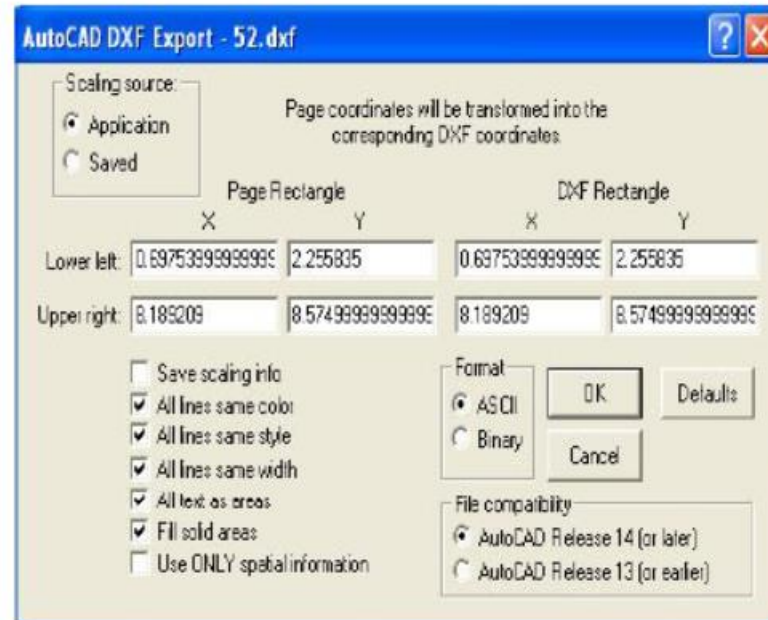 AutoCAD DXF Export - 52.dxf
Scaling source:
Application
Saved
Page coordinates will be transformed into the
corresponding DXF coordinates.
Page Rectangle
DXF Rectangle
X
Y
X
Y
Lower left:
0.69753999999999
2.255835
0.69753999999999
2.255835
Upper right:
8.189209
8.5749999999999
8.189209
8.5749999999999
Save scaling info
All lines same color
All lines same style
All lines same width
All text as areas
Fill solid areas
Use ONLY spatial information
Format
ASCII
Binary
OK
Cancel
Defaults
File compatibility
AutoCAD Release 14 (or later)
AutoCAD Release 13 (or earlier)